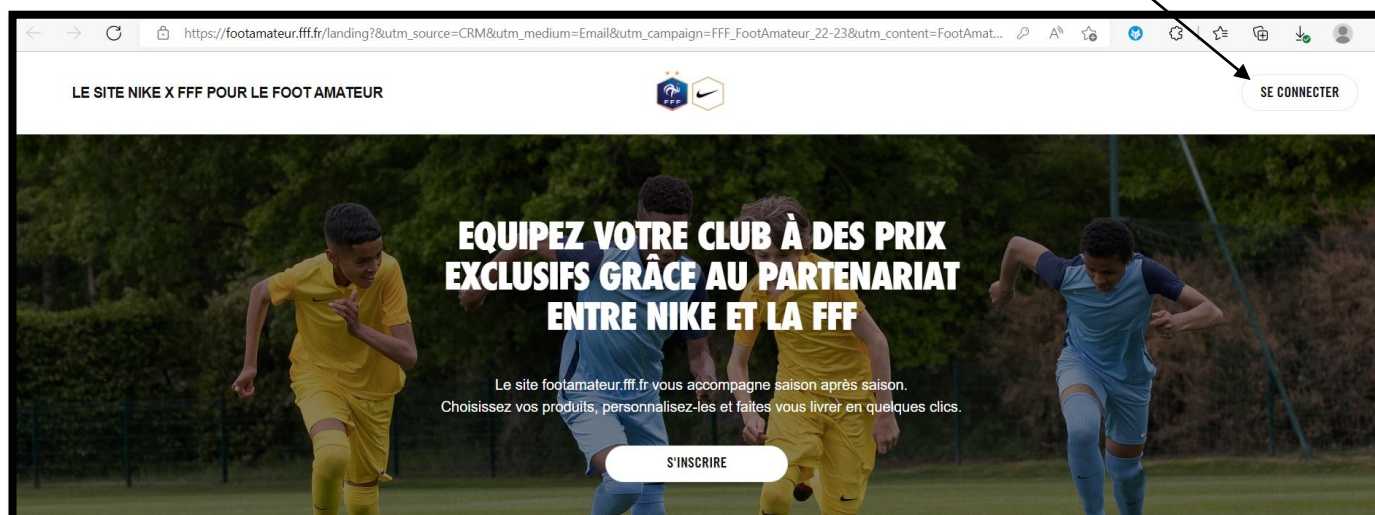 https://footamateur.fff.fr/landing?&utm_source=CRM&utm_medium=Email&utm_campaign=FFF_FootAmateur_22-23&utm_content=FootAmat...
LE SITE NIKE X FFF POUR LE FOOT AMATEUR
FFF
SE CONNECTER
EQUIPEZ VOTRE CLUB À DES PRIX
EXCLUSIFS GRÂCE AU PARTENARIAT
ENTRE NIKE ET LA FFF
Le site footamateur.fff.fr vous accompagne saison après saison.
Choisissez vos produits, personnalisez-les et faites vous livrer en quelques clics.
S'INSCRIRE